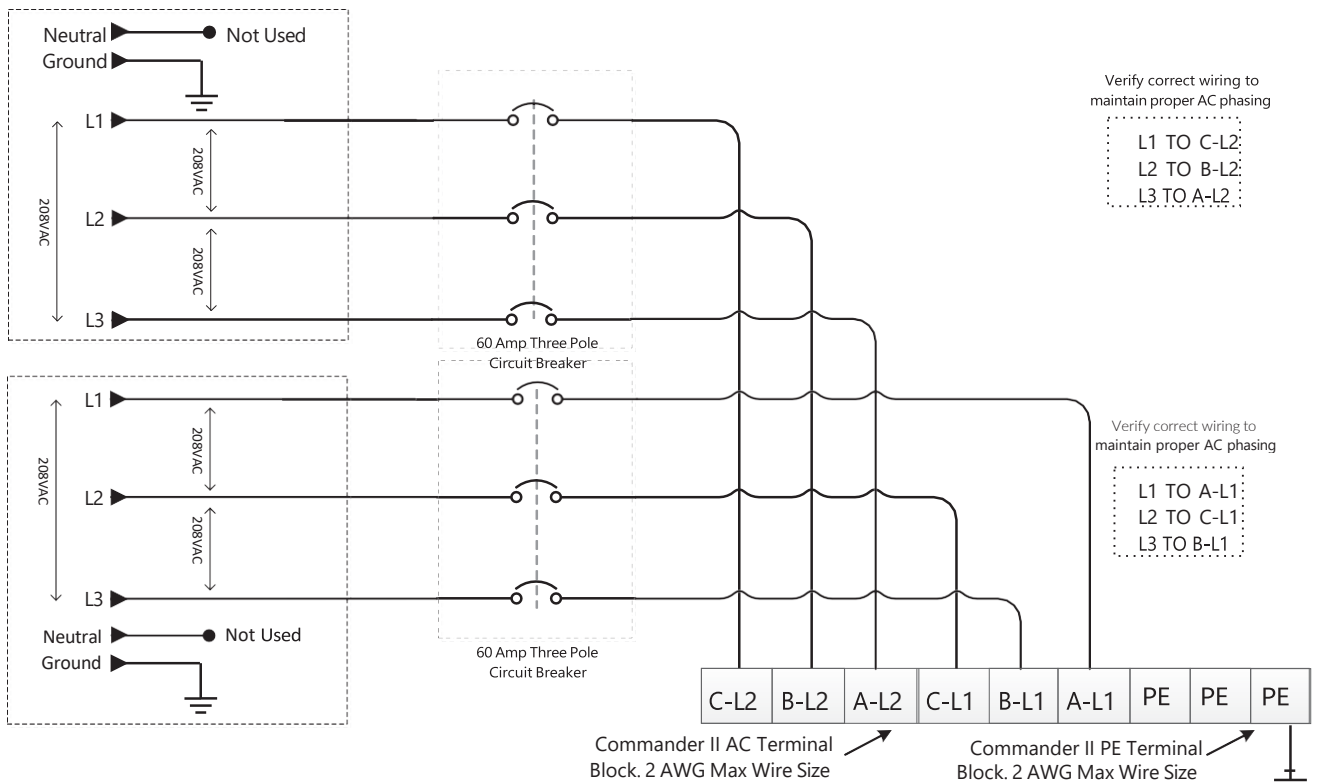 Neutral
Not Used
Ground
L1
208VAC
208VAC
L2
208VAC
L3
60 Amp Three Pole
Circuit Breaker
Verify correct wiring to
maintain proper AC phasing
L1 TO C-L2
L2 TO B-L2
L3 TO A-L2
L1
208VAC
208VAC
L2
208VAC
L3
Neutral
Not Used
Ground
60 Amp Three Pole
Circuit Breaker
Verify correct wiring to
maintain proper AC phasing
L1 TO A-L1
L2 TO C-L1
L3 TO B-L1
C-L2
B-L2
A-L2
C-L1
B-L1
A-L1
PE
PE
PE
Commander II AC Terminal
Block. 2 AWG Max Wire Size
Commander II PE Terminal
Block. 2 AWG Max Wire Size